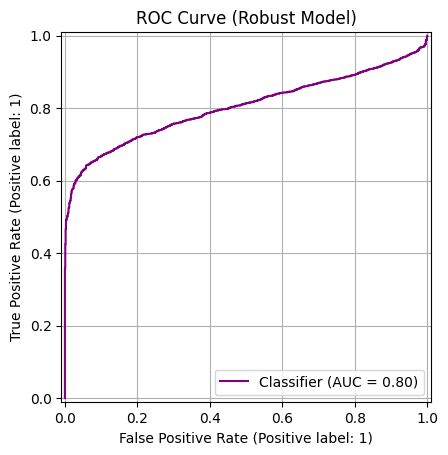 ROC Curve (Robust Model)
True Positive Rate (Positive label: 1)
1.0
0.8
0.6
0.4
0.2
0.0
0.0 0.2 0.4 0.6 0.8 1.0
Classifier (AUC = 0.80)
False Positive Rate (Positive label: 1)